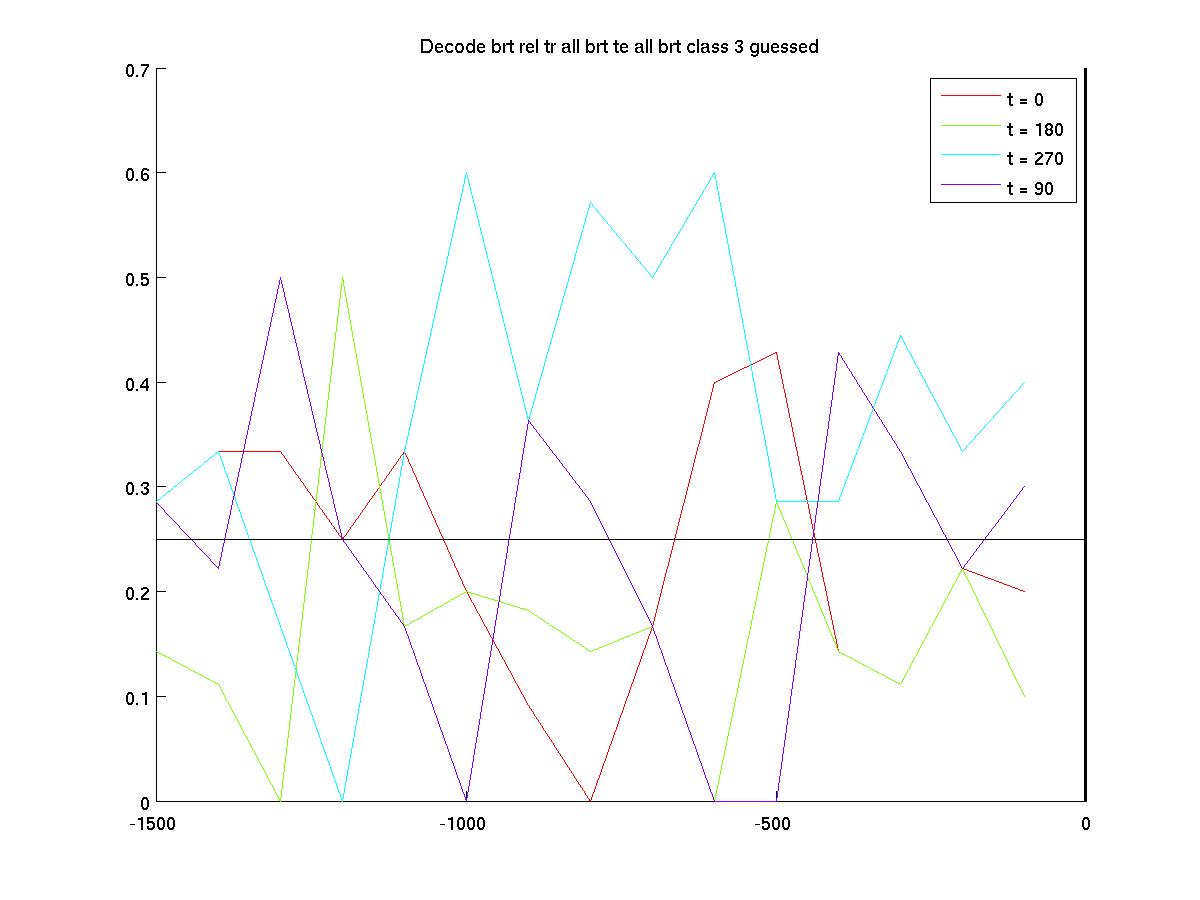 Decode brt rel tr all brt te all brt class 3 guessed
0.7
t = 0
t = 180
t = 270
t = 90
0.6
0.5
0.4
0.3
0.2
0.1
0
-1500
-1000
-500
0